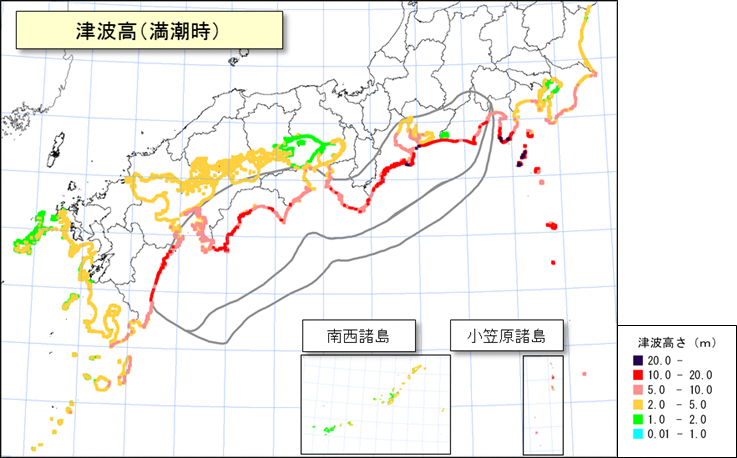 津波高(満潮時)
南西諸島
小笠原諸島
津波高さ (m)
20.0 -
10.0 - 20.0
5.0 - 10.0
2.0 - 5.0
1.0 - 2.0
0.01 - 1.0